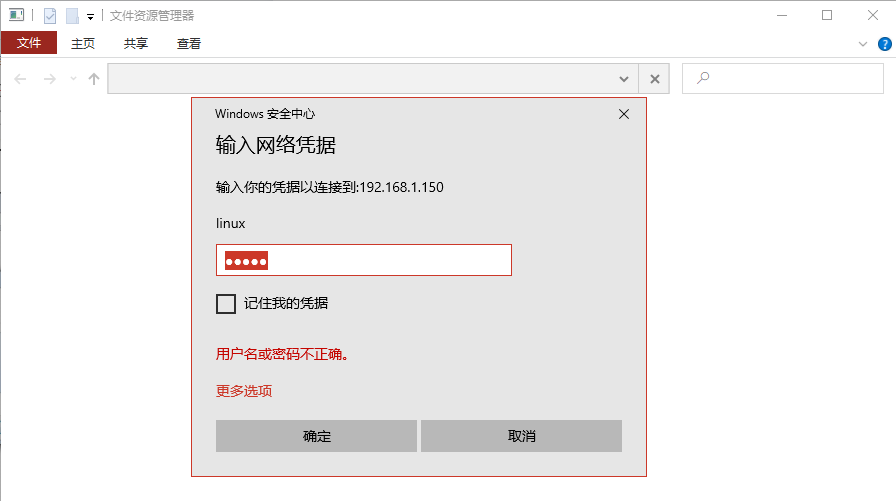 文件资源管理器
文件 主页 共享 查看
Windows 安全中心
输入网络凭据
输入你的凭据以连接到:192.168.1.150
linux
●●●●●
记住我的凭据
用户名或密码不正确。
更多选项
确定 取消